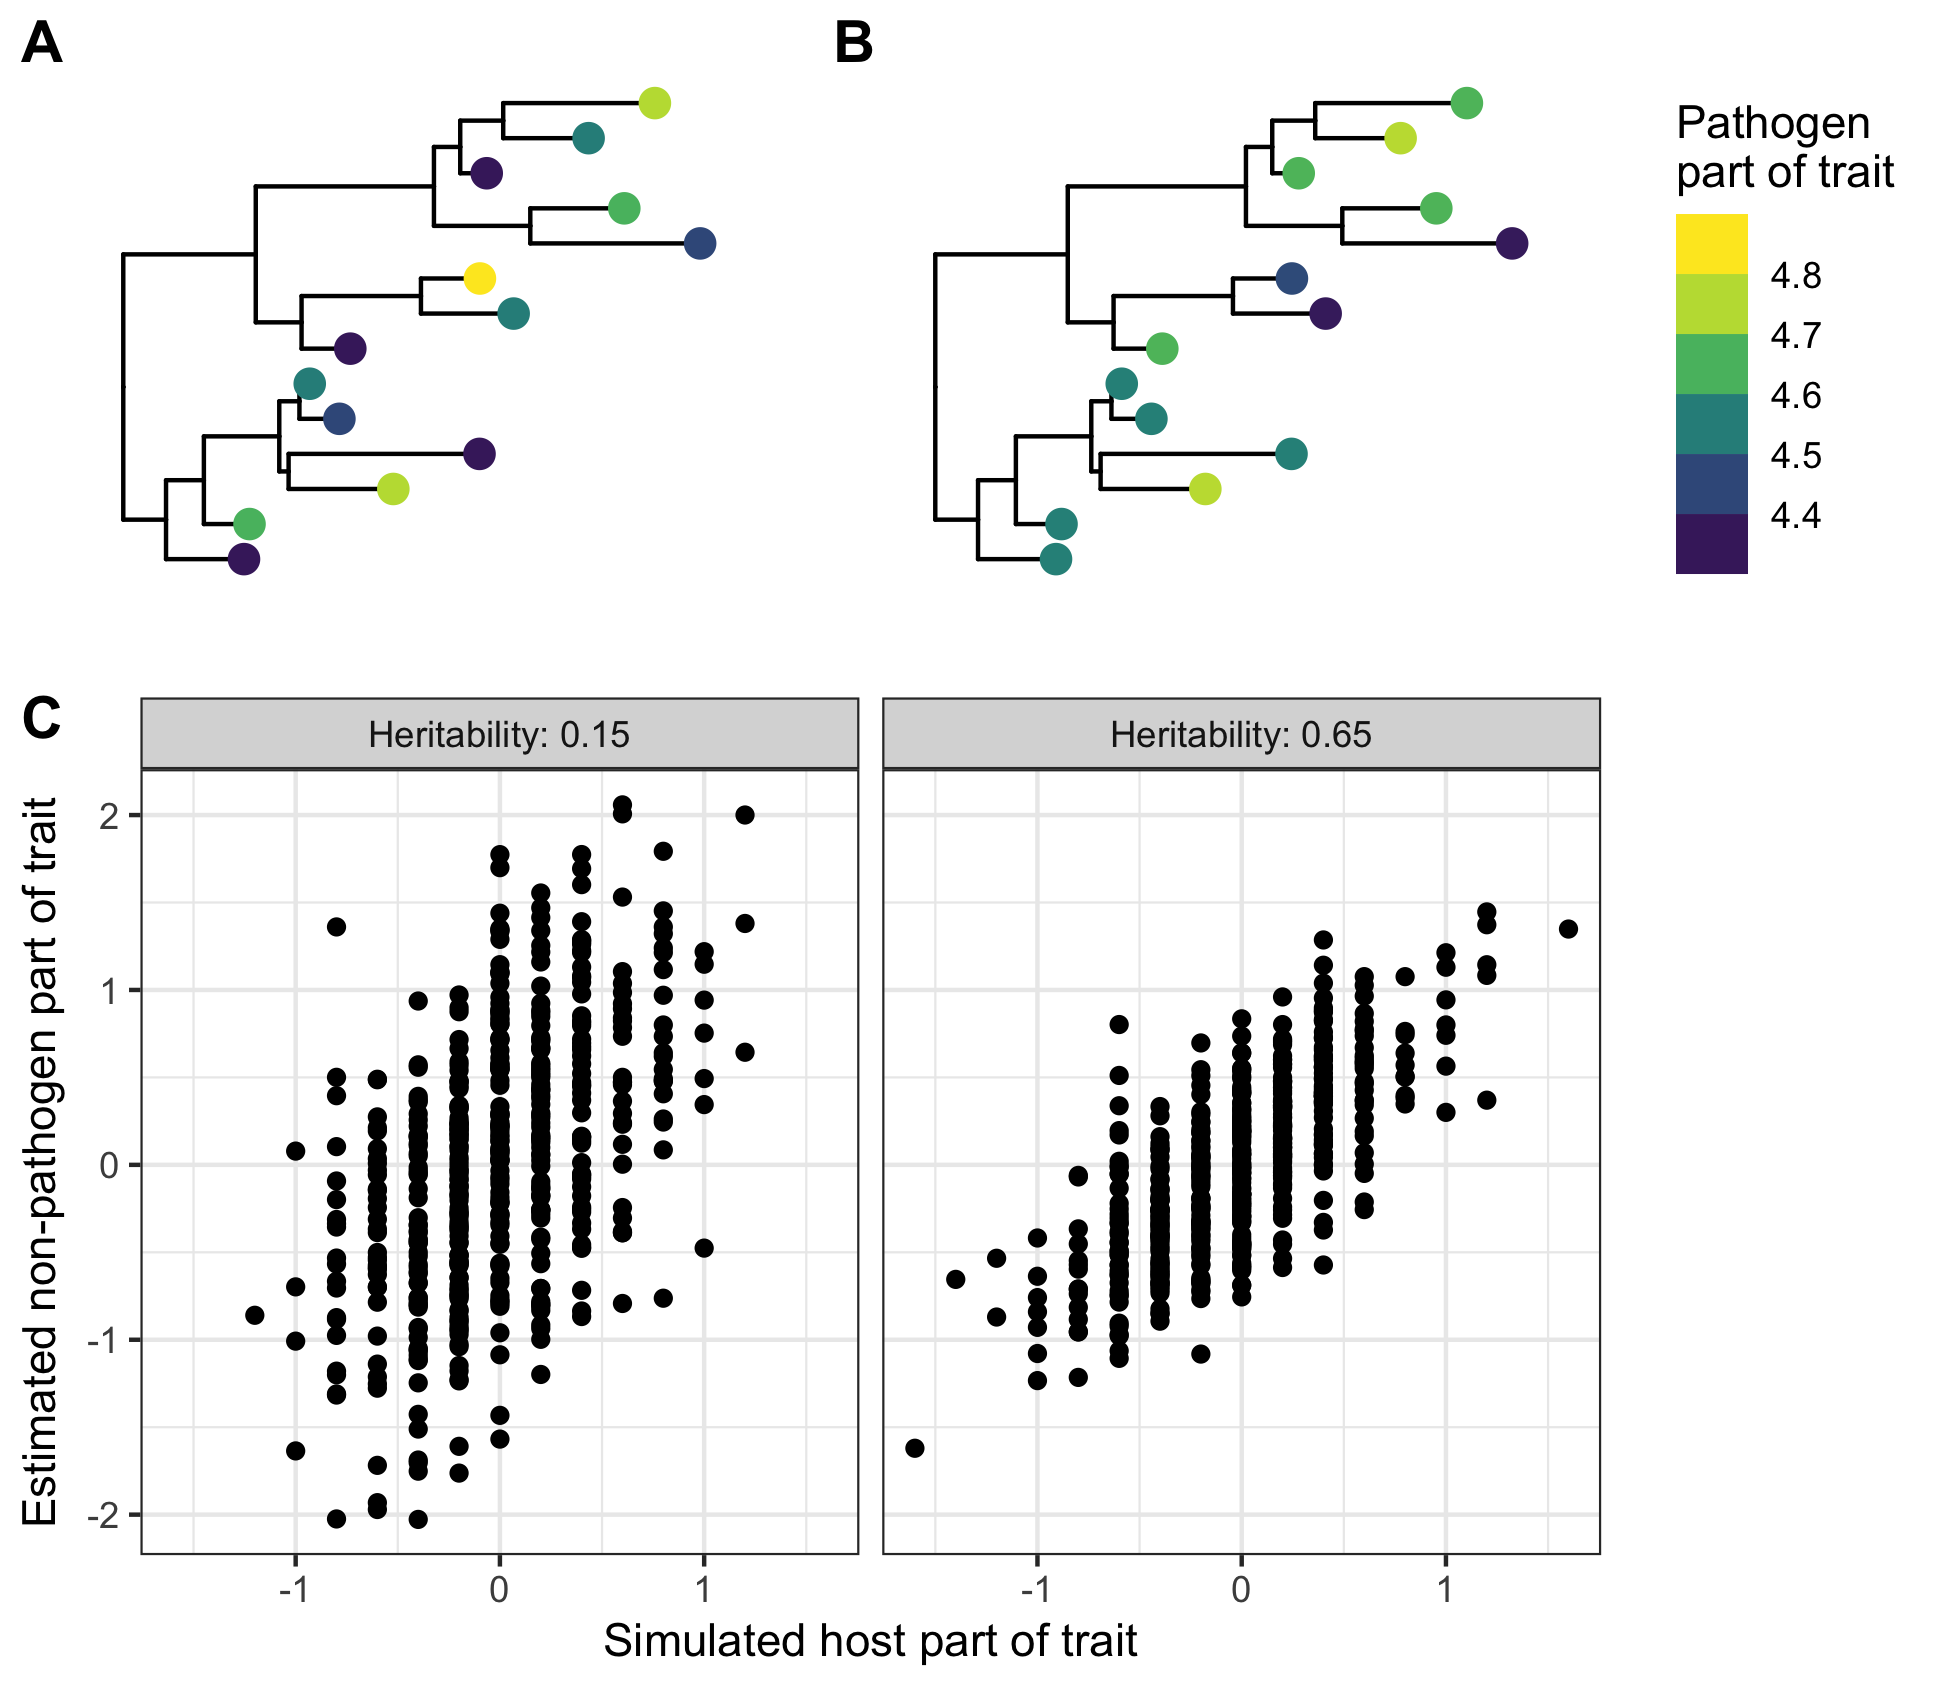 A
B
Pathogen
part of trait
4.8
4.7
4.6
4.5
4.4
C
Heritability: 0.15
Heritability: 0.65
Estimated non-pathogen part of trait
2
1
0
-1
-2
-1 0 1
-1 0 1
Simulated host part of trait